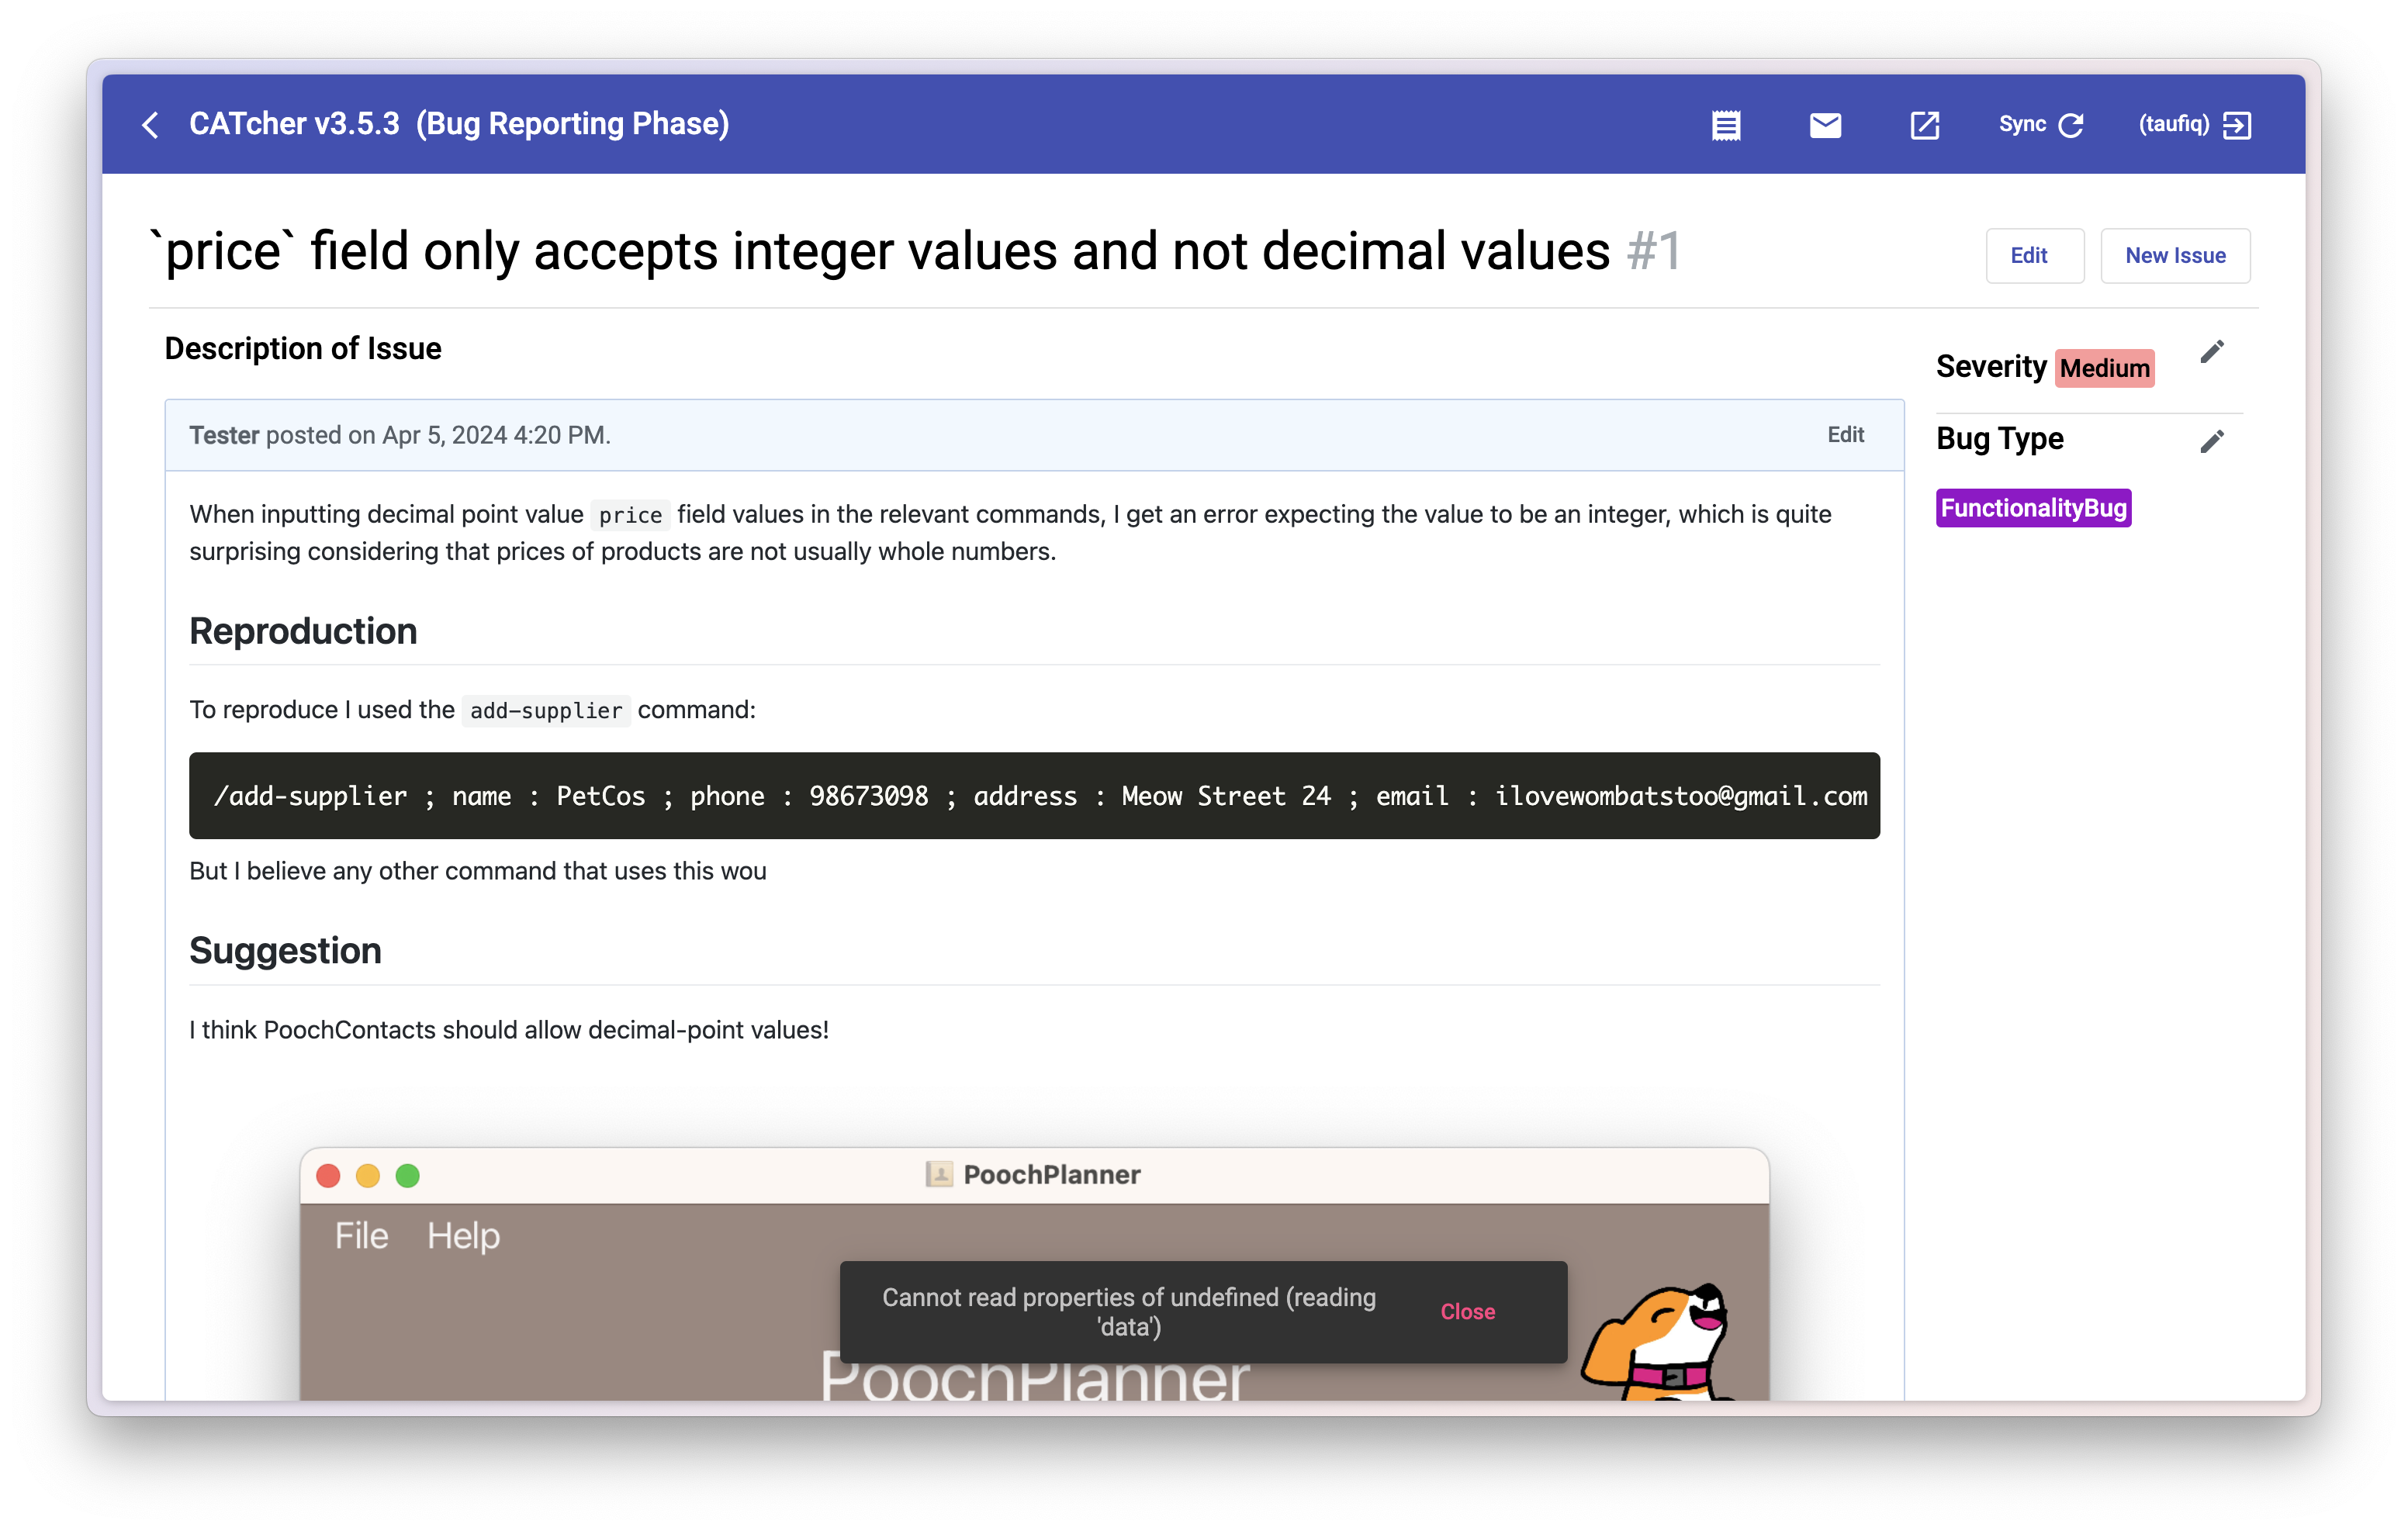 CATcher v3.5.3 (Bug Reporting Phase)
Sync
(taufiq)
`price` field only accepts integer values and not decimal values #1
Edit
New Issue
Description of Issue
Severity Medium
Tester posted on Apr 5, 2024 4:20 PM.
Edit
Bug Type
FunctionalityBug
When inputting decimal point value price field values in the relevant commands, I get an error expecting the value to be an integer, which is quite
surprising considering that prices of products are not usually whole numbers.
Reproduction
To reproduce I used the add-supplier command:
/add-supplier ; name : PetCos ; phone : 98673098 ; address : Meow Street 24 ; email : ilovewombatstoo@gmail.com
But I believe any other command that uses this wou
Suggestion
I think PoochContacts should allow decimal-point values!
PoochPlanner
File Help
Cannot read properties of undefined (reading
'data')
Close
PoochPlanner